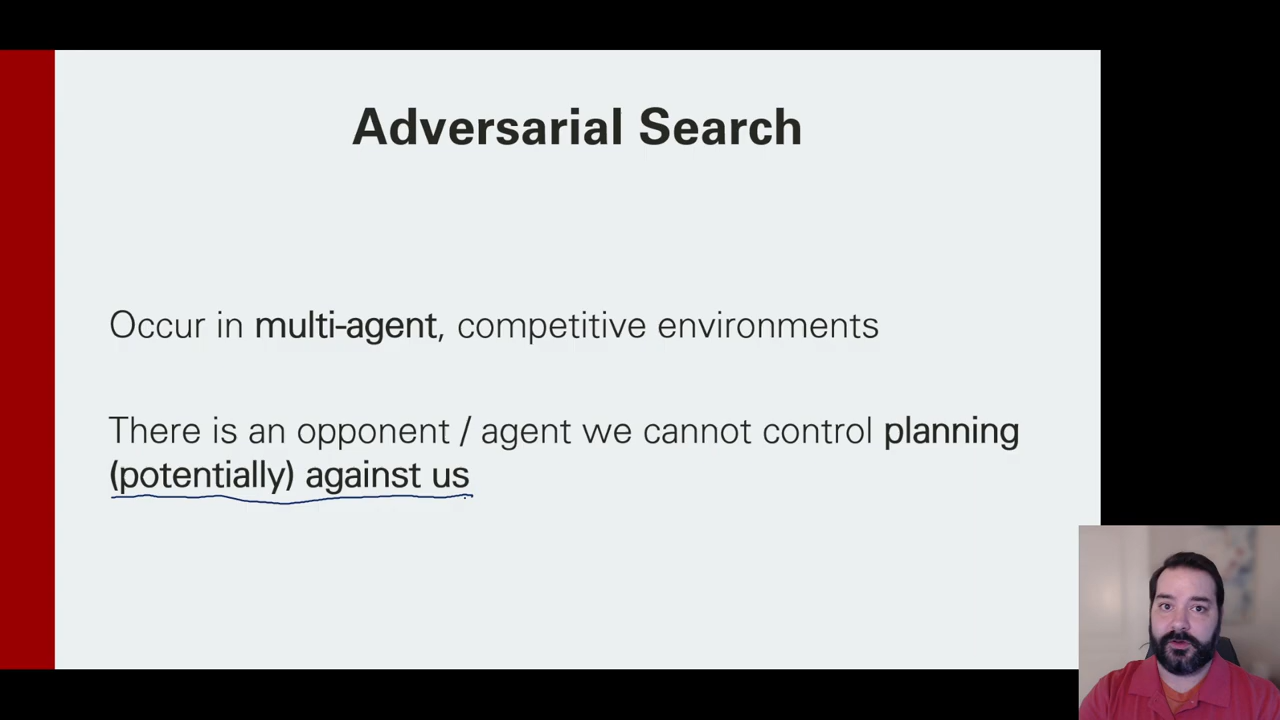 Adversarial Search
Occur in multi-agent, competitive environments
There is an opponent / agent we cannot control planning
(potentially) against us